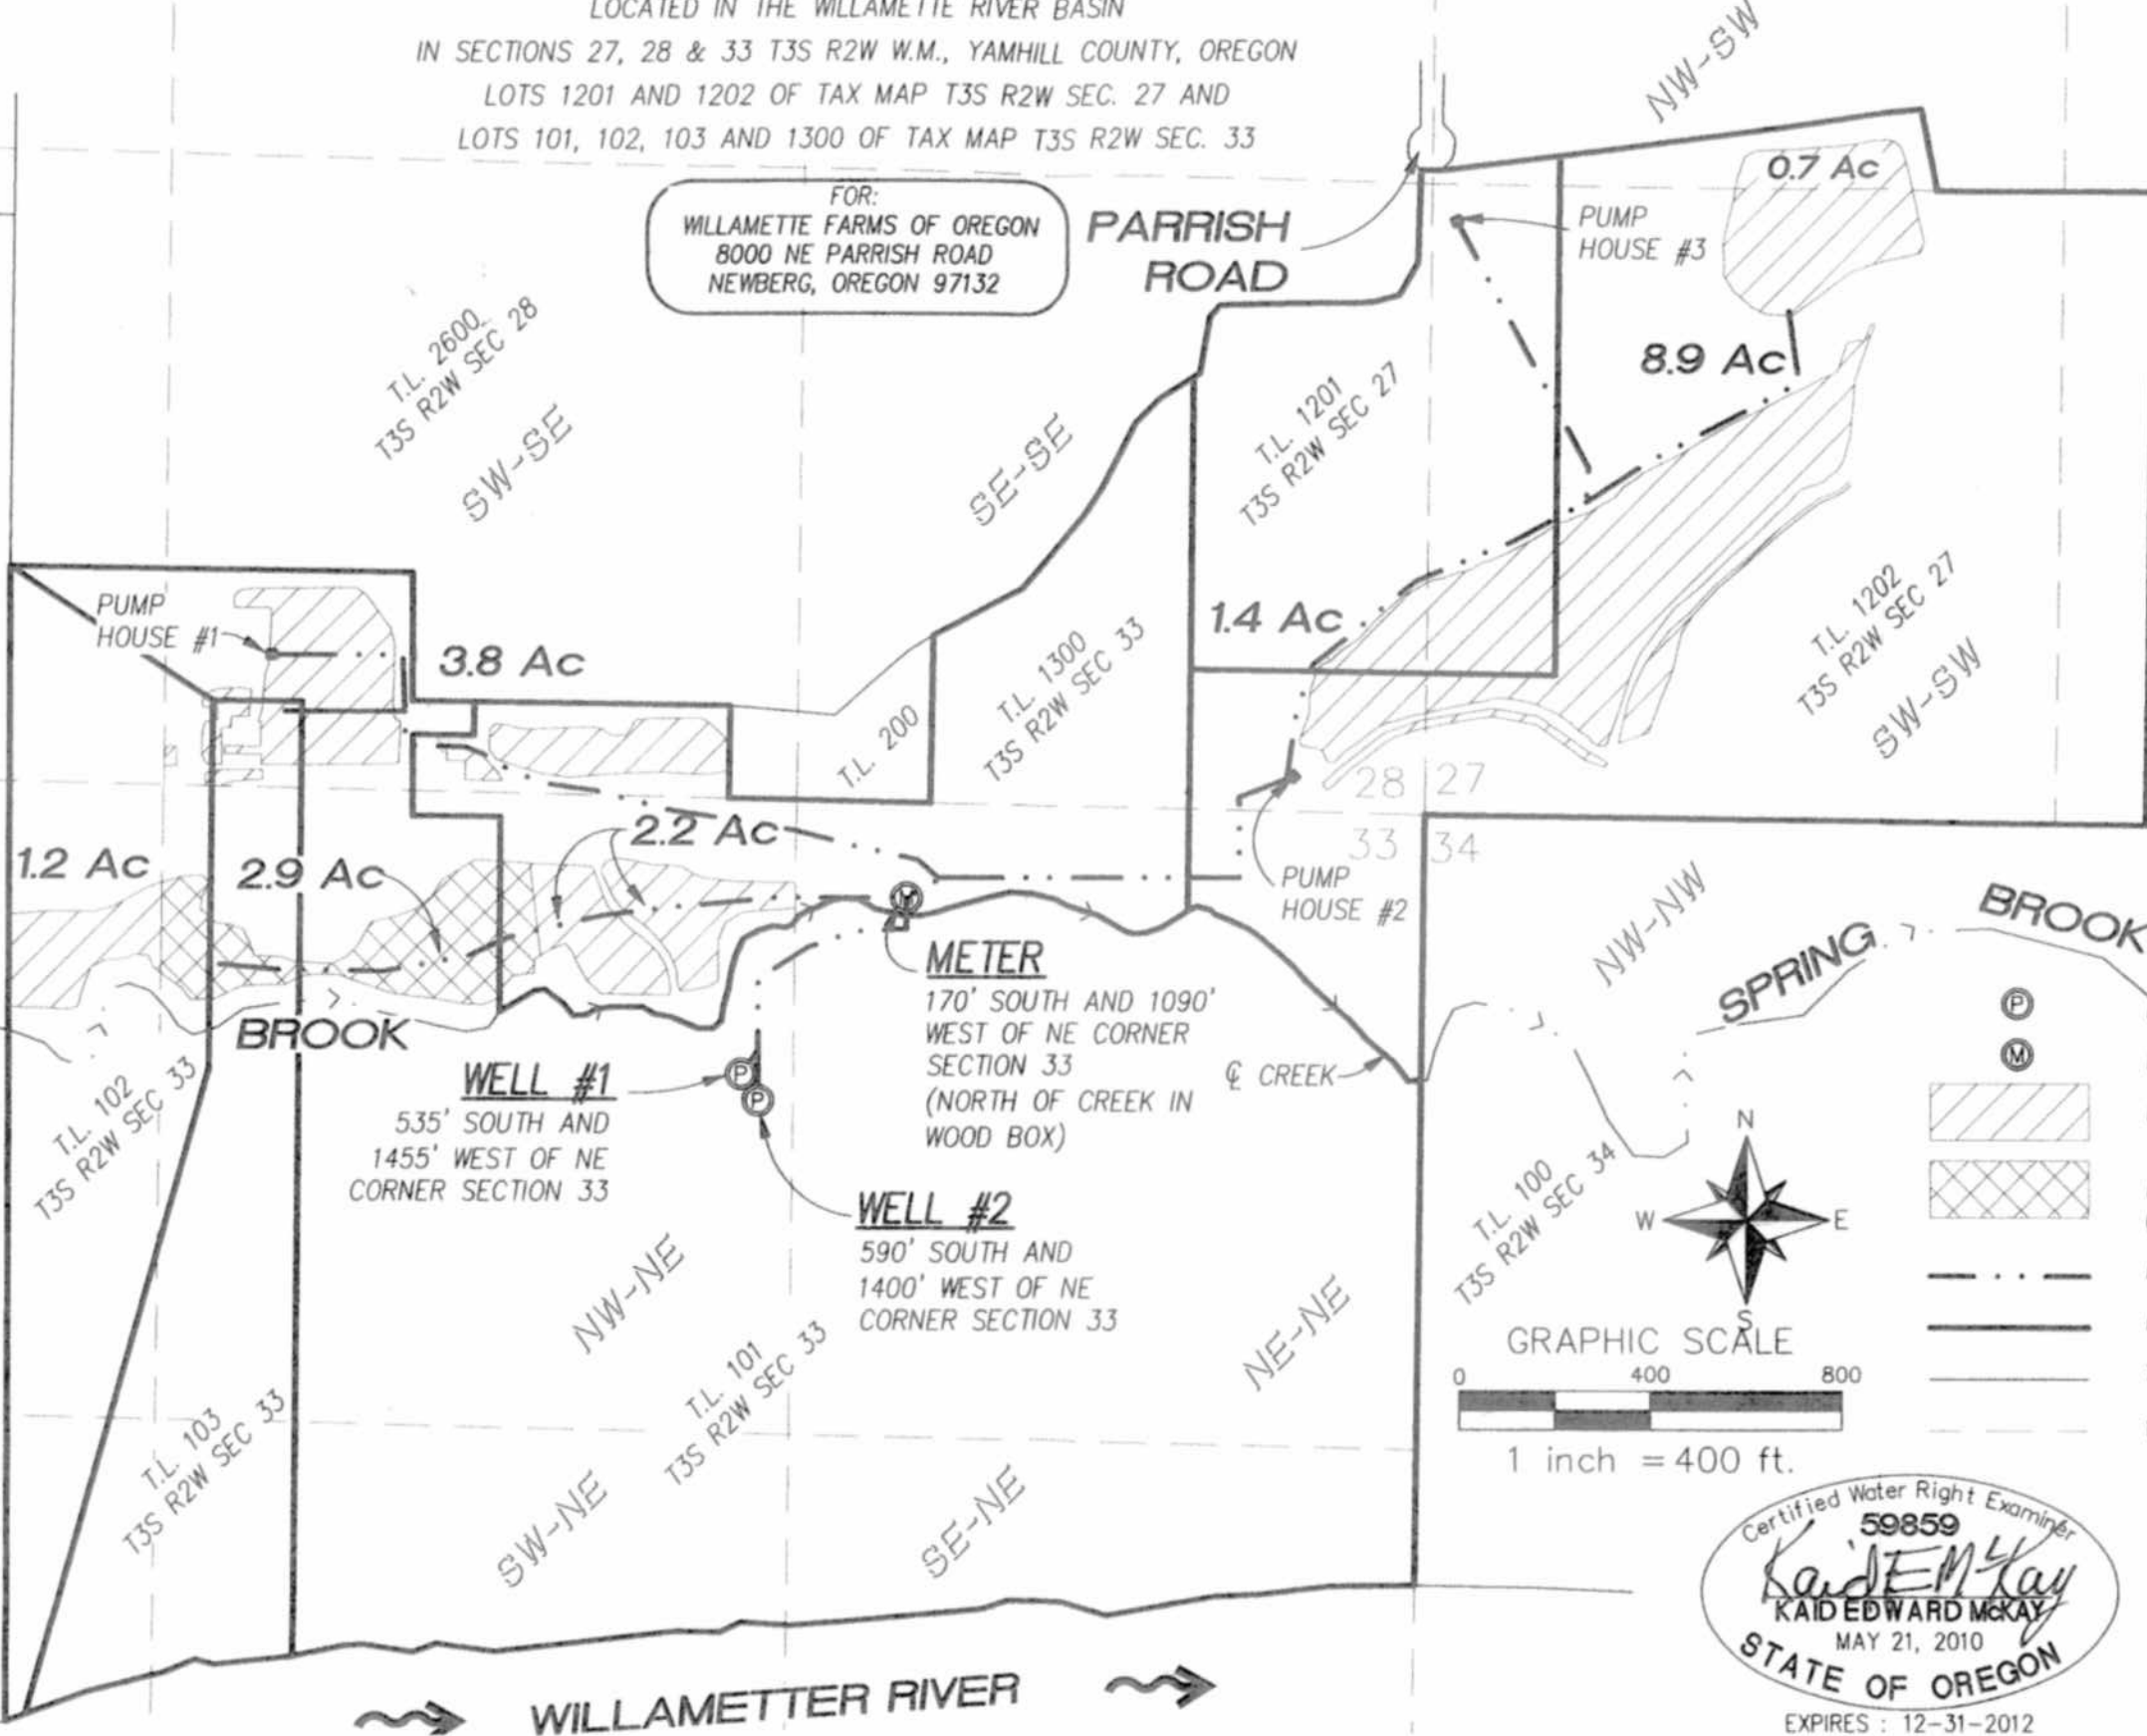 LOCATED IN THE WILLAMETTE RIVER BASIN
IN SECTIONS 27, 28 & 33 T3S R2W W.M., YAMHILL COUNTY, OREGON
LOTS 1201 AND 1202 OF TAX MAP T3S R2W SEC. 27 AND
LOTS 101, 102, 103 AND 1300 OF TAX MAP T3S R2W SEC. 33
FOR:
WILLAMETTE FARMS OF OREGON
8000 NE PARRISH ROAD
NEWBERG, OREGON 97132
PARRISH
ROAD
NW-SW
0.7 Ac
PUMP
HOUSE #3
8.9 Ac
T.L. 2600
T3S R2W SEC 28
SW-SE
SE-SE
T.L. 1201
T3S R2W SEC 27
T.L. 1202
T3S R2W SEC 27
SW-SW
PUMP
HOUSE #1
3.8 Ac
T.L. 200
T.L. 1300
T3S R2W SEC 33
1.4 Ac
28 27
33 34
1.2 Ac
2.9 Ac
2.2 Ac
PUMP
HOUSE #2
NW-NW
SPRING
BROOK
BROOK
METER
170' SOUTH AND 1090'
WEST OF NE CORNER
SECTION 33
(NORTH OF CREEK IN
WOOD BOX)
℄ CREEK
WELL #1
535' SOUTH AND
1455' WEST OF NE
CORNER SECTION 33
WELL #2
590' SOUTH AND
1400' WEST OF NE
CORNER SECTION 33
T.L. 102
T3S R2W SEC 33
T.L. 100
T3S R2W SEC 34
P
P
M
P
M
N
W
E
S
NW-NE
T.L. 101
T3S R2W SEC 33
NE-NE
T.L. 103
T3S R2W SEC 33
SW-NE
SE-NE
GRAPHIC SCALE
0 400 800
1 inch = 400 ft.
Certified Water Right Examiner
59859
Kaid E McKay
KAID EDWARD McKAY
MAY 21, 2010
STATE OF OREGON
EXPIRES : 12-31-2012
WILLAMETTER RIVER